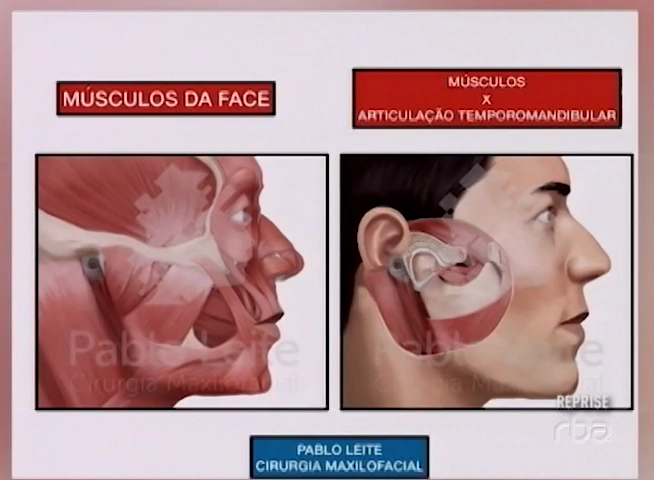 MÚSCULOS DA FACE
MÚSCULOS
X
ARTICULAÇÃO TEMPOROMANDIBULAR
Pablo Leite
Cirurgia Maxilofacial
Pablo Leite
Cirurgia Maxilofacial
REPRISE
rba
PABLO LEITE
CIRURGIA MAXILOFACIAL